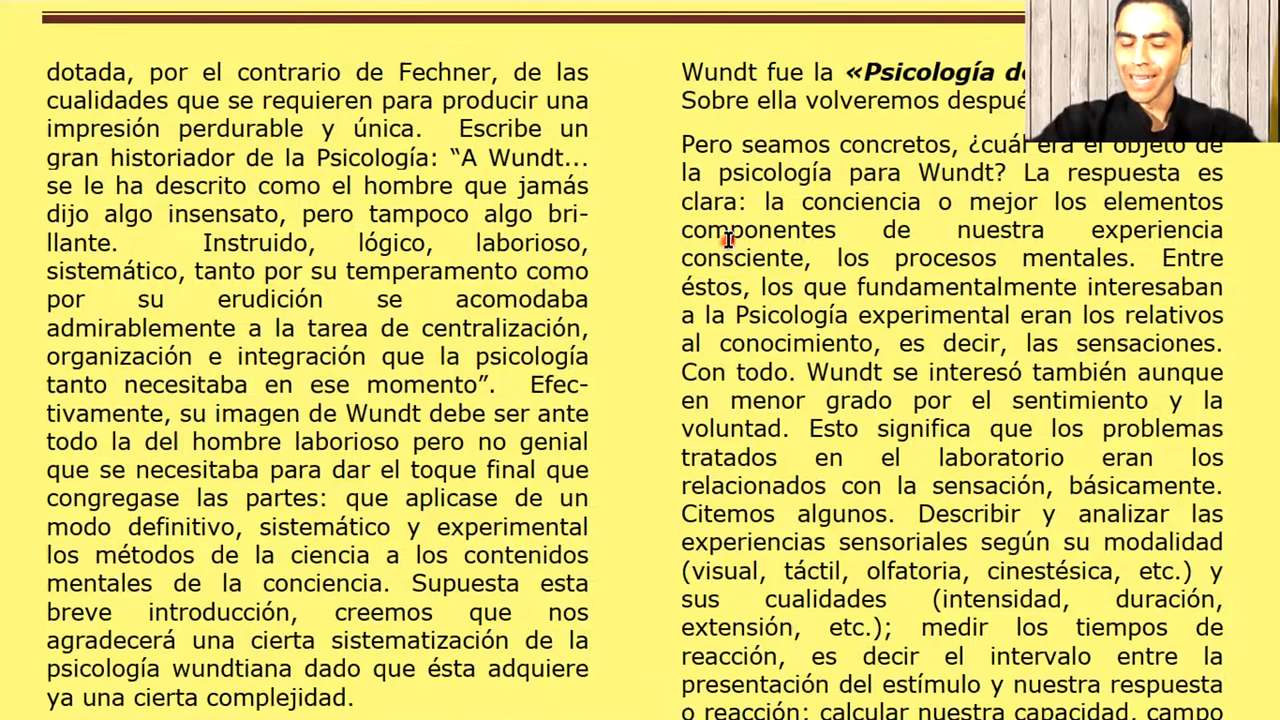 dotada, por el contrario de Fechner, de las
cualidades que se requieren para producir una
impresión perdurable y única. Escribe un
gran historiador de la Psicología: “A Wundt...
se le ha descrito como el hombre que jamás
dijo algo insensato, pero tampoco algo bri-
llante. Instruido, lógico, laborioso,
sistemático, tanto por su temperamento como
por su erudición se acomodaba
admirablemente a la tarea de centralización,
organización e integración que la psicología
tanto necesitaba en ese momento”. Efec-
tivamente, su imagen de Wundt debe ser ante
todo la del hombre laborioso pero no genial
que se necesitaba para dar el toque final que
congregase las partes: que aplicase de un
modo definitivo, sistemático y experimental
los métodos de la ciencia a los contenidos
mentales de la conciencia. Supuesta esta
breve introducción, creemos que nos
agradecerá una cierta sistematización de la
psicología wundtiana dado que ésta adquiere
ya una cierta complejidad.
Wundt fue la «Psicología
Sobre ella volveremos
Pero seamos concretos, ¿cuál era el objeto de
la psicología para Wundt? La respuesta es
clara: la conciencia o mejor los elementos
componentes de nuestra experiencia
consciente, los procesos mentales. Entre
éstos, los que fundamentalmente interesaban
a la Psicología experimental eran los relativos
al conocimiento, es decir, las sensaciones.
Con todo. Wundt se interesó también aunque
en menor grado por el sentimiento y la
voluntad. Esto significa que los problemas
tratados en el laboratorio eran los
relacionados con la sensación, básicamente.
Citemos algunos. Describir y analizar las
experiencias sensoriales según su modalidad
(visual, táctil, olfatoria, cinestésica, etc.) y
sus cualidades (intensidad, duración,
extensión, etc.); medir los tiempos de
reacción, es decir el intervalo entre la
presentación del estímulo y nuestra respuesta
o reacción; calcular nuestra capacidad, campo